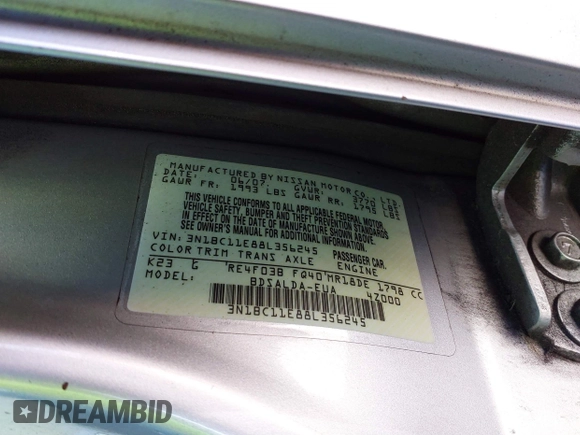 MANUFACTURED BY NISSAN MOTOR CO., LTD.
DATE: 06/07 GVWR: 3770 LBS
GAWR FR: 1993 LBS GAWR RR: 1795 LBS
THIS VEHICLE CONFORMS TO ALL APPLICABLE FEDERAL MOTOR
VEHICLE SAFETY, BUMPER AND THEFT PREVENTION STANDARDS
IN EFFECT ON THE DATE OF MANUFACTURE SHOWN ABOVE.
SEE OWNER'S MANUAL FOR ADDITIONAL INFORMATION.
VIN: 3N1BC11E88L356245 PASSENGER CAR
COLOR TRIM TRANS AXLE ENGINE
K23 G RE4F03B FQ40 MR18DE 1798 CC
MODEL: BDSALDA-EUA 4Z000
3N1BC11E88L356245
DREAMBID